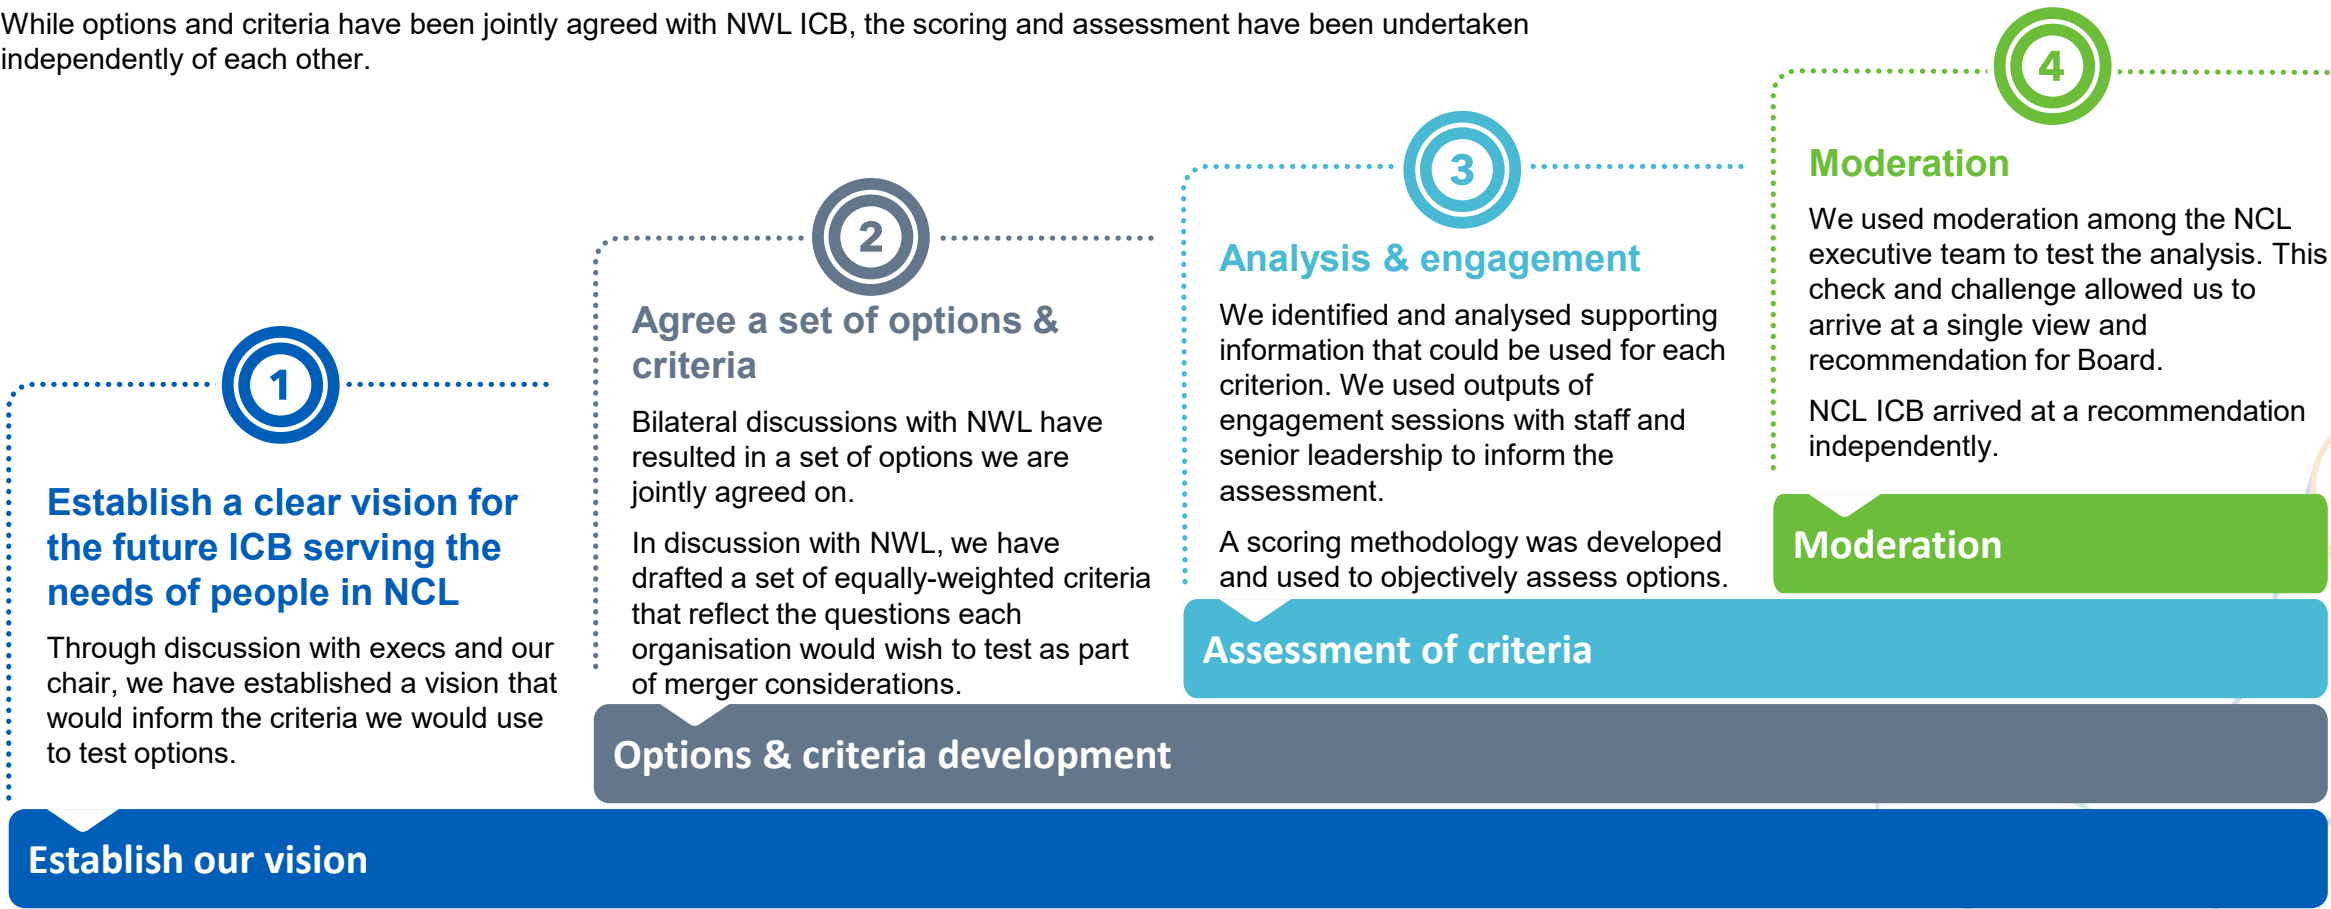 While options and criteria have been jointly agreed with NWL ICB, the scoring and assessment have been undertaken
independently of each other.
1
Establish a clear vision for
the future ICB serving the
needs of people in NCL
Through discussion with execs and our
chair, we have established a vision that
would inform the criteria we would use
to test options.
Establish our vision
2
Agree a set of options &
criteria
Bilateral discussions with NWL have
resulted in a set of options we are
jointly agreed on.
In discussion with NWL, we have
drafted a set of equally-weighted criteria
that reflect the questions each
organisation would wish to test as part
of merger considerations.
Options & criteria development
3
Analysis & engagement
We identified and analysed supporting
information that could be used for each
criterion. We used outputs of
engagement sessions with staff and
senior leadership to inform the
assessment.
A scoring methodology was developed
and used to objectively assess options.
Assessment of criteria
4
Moderation
We used moderation among the NCL
executive team to test the analysis. This
check and challenge allowed us to
arrive at a single view and
recommendation for Board.
NCL ICB arrived at a recommendation
independently.
Moderation